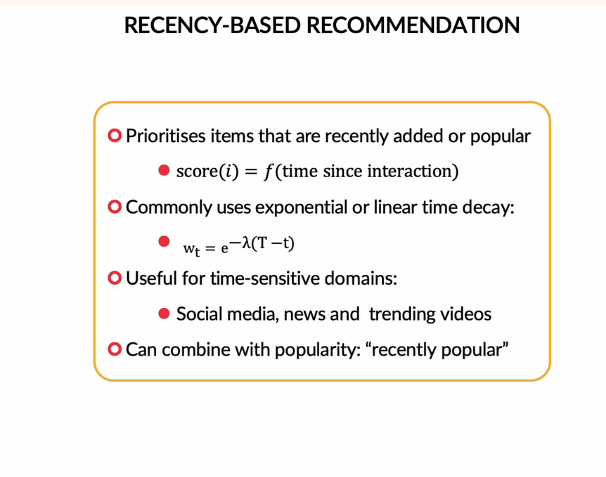 RECENCY-BASED RECOMMENDATION
Prioritises items that are recently added or popular
score(i) = f(time since interaction)
Commonly uses exponential or linear time decay:
wₜ = e−λ(T −t)
Useful for time-sensitive domains:
Social media, news and trending videos
Can combine with popularity: “recently popular”